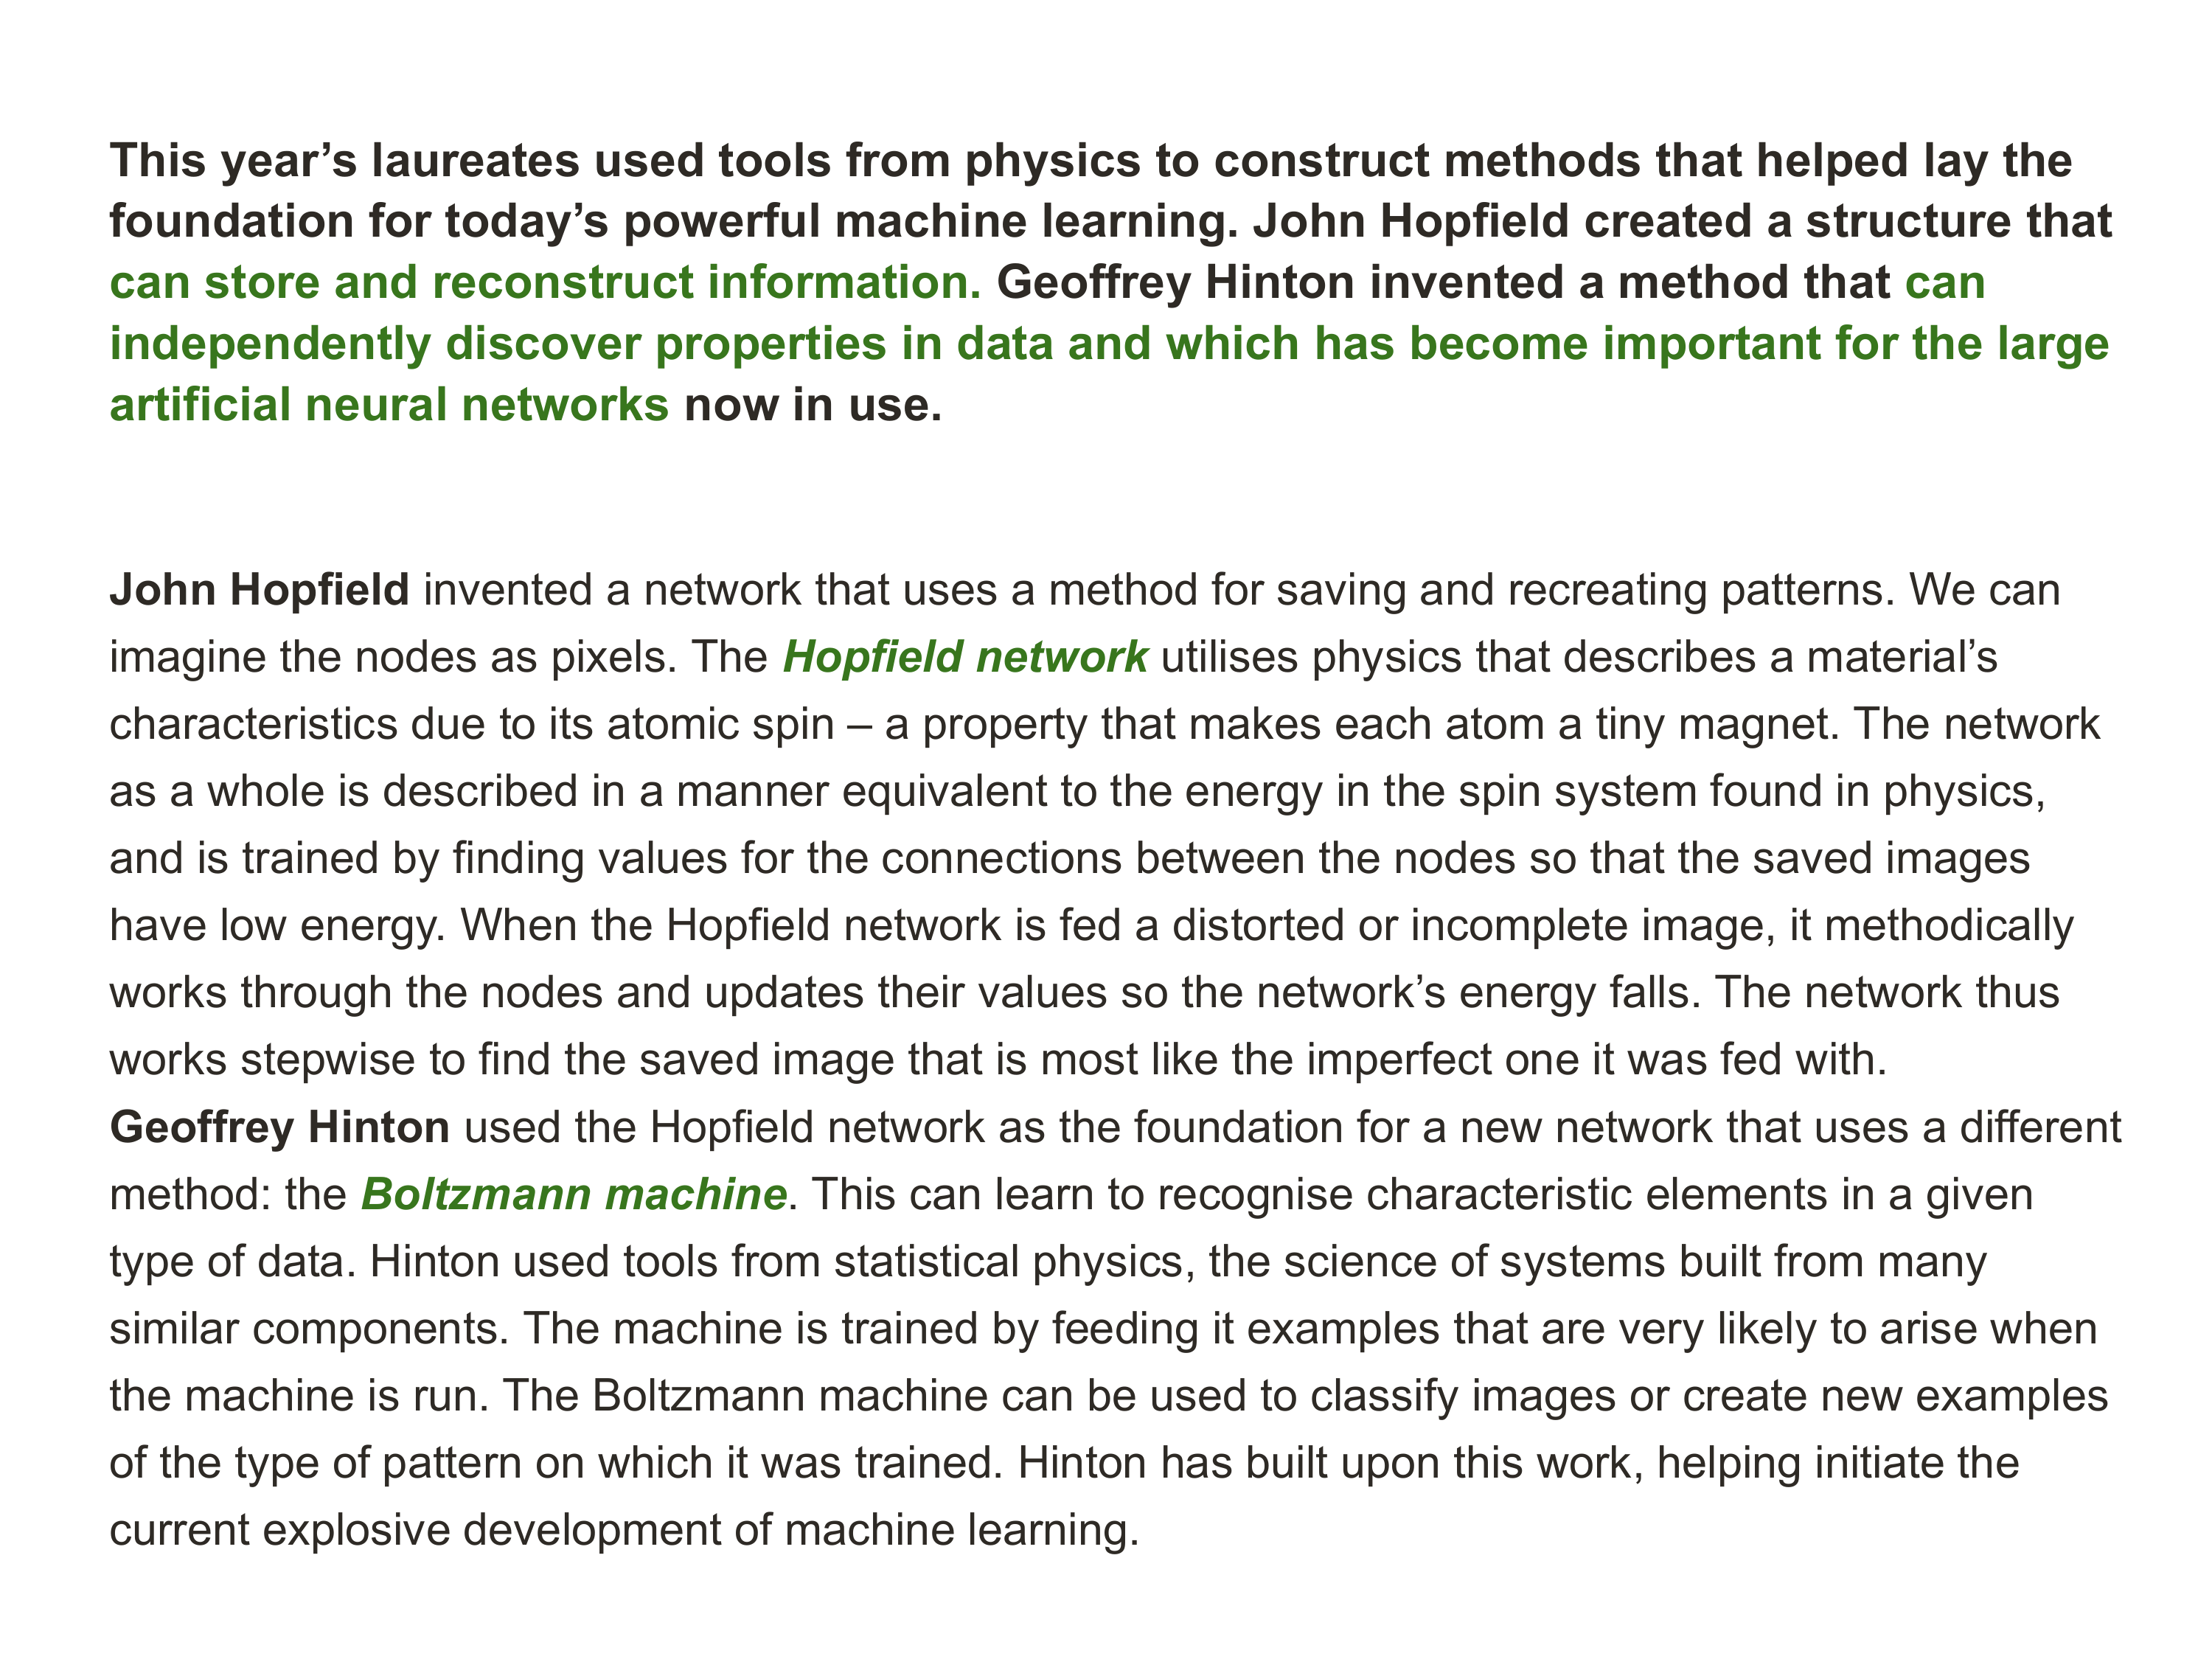 This year’s laureates used tools from physics to construct methods that helped lay the
foundation for today’s powerful machine learning. John Hopfield created a structure that
can store and reconstruct information. Geoffrey Hinton invented a method that can
independently discover properties in data and which has become important for the large
artificial neural networks now in use.
John Hopfield invented a network that uses a method for saving and recreating patterns. We can
imagine the nodes as pixels. The Hopfield network utilises physics that describes a material’s
characteristics due to its atomic spin – a property that makes each atom a tiny magnet. The network
as a whole is described in a manner equivalent to the energy in the spin system found in physics,
and is trained by finding values for the connections between the nodes so that the saved images
have low energy. When the Hopfield network is fed a distorted or incomplete image, it methodically
works through the nodes and updates their values so the network’s energy falls. The network thus
works stepwise to find the saved image that is most like the imperfect one it was fed with.
Geoffrey Hinton used the Hopfield network as the foundation for a new network that uses a different
method: the Boltzmann machine. This can learn to recognise characteristic elements in a given
type of data. Hinton used tools from statistical physics, the science of systems built from many
similar components. The machine is trained by feeding it examples that are very likely to arise when
the machine is run. The Boltzmann machine can be used to classify images or create new examples
of the type of pattern on which it was trained. Hinton has built upon this work, helping initiate the
current explosive development of machine learning.